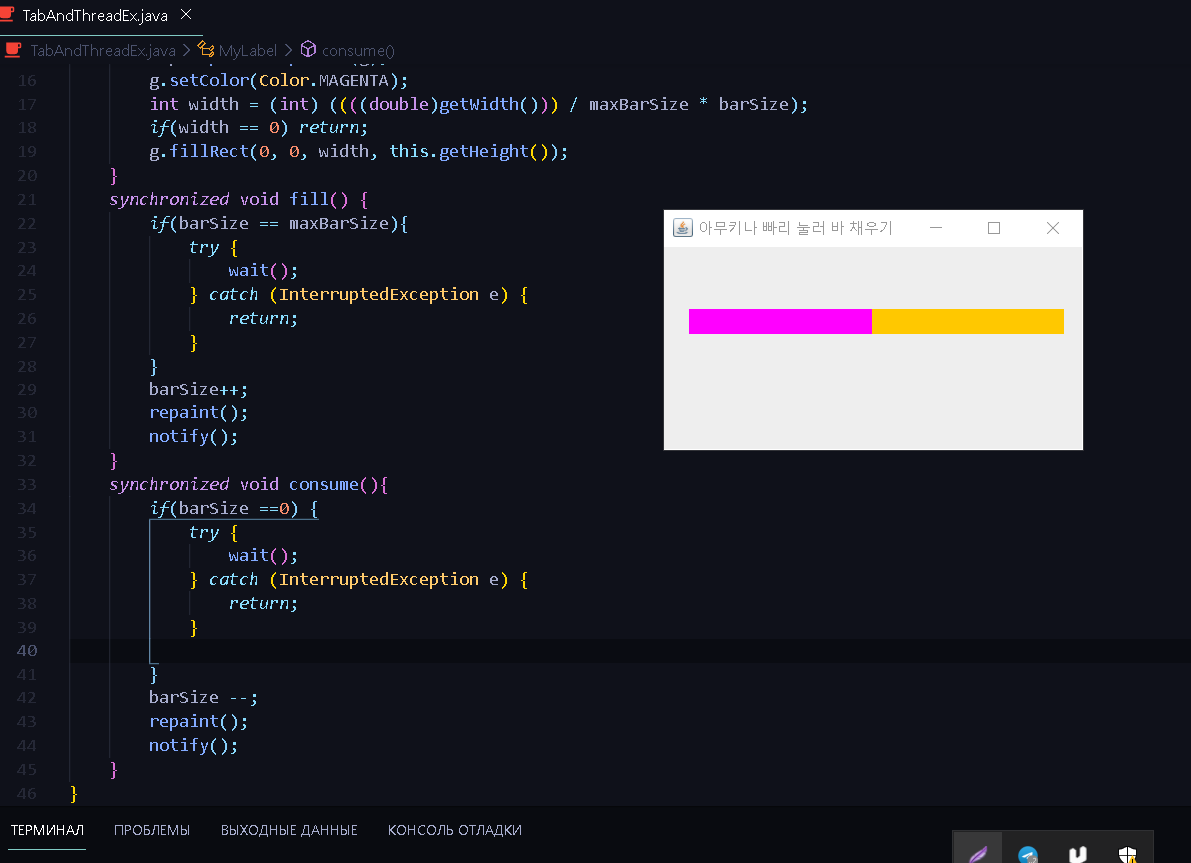 TabAndThreadEx.java
TabAndThreadEx.java > MyLabel > consume()
16 g.setColor(Color.MAGENTA);
17 int width = (int) ((((double)getWidth())) / maxBarSize * barSize);
18 if(width == 0) return;
19 g.fillRect(0, 0, width, this.getHeight());
20 }
21 synchronized void fill() {
22 if(barSize == maxBarSize){
23 try {
24 wait();
25 } catch (InterruptedException e) {
26 return;
27 }
28 }
29 barSize++;
30 repaint();
31 notify();
32 }
33 synchronized void consume(){
34 if(barSize ==0) {
35 try {
36 wait();
37 } catch (InterruptedException e) {
38 return;
39 }
40
41 }
42 barSize --;
43 repaint();
44 notify();
45 }
46 }
아무키나 빠리 눌러 바 채우기
ТЕРМИНАЛ ПРОБЛЕМЫ ВЫХОДНЫЕ ДАННЫЕ КОНСОЛЬ ОТЛАДКИ